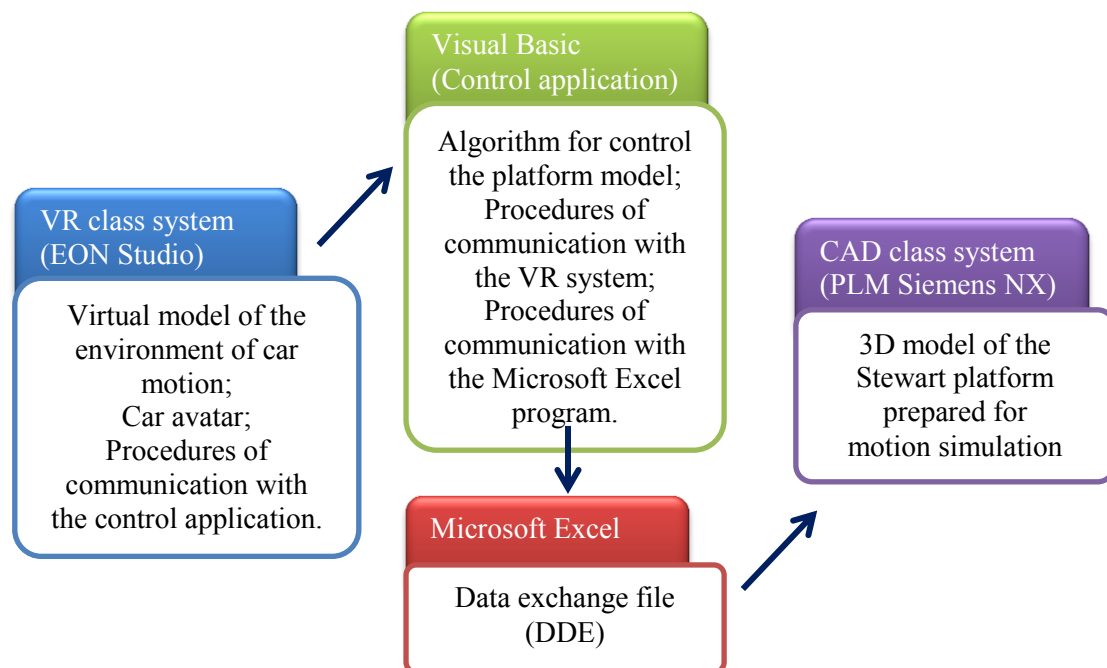 Visual Basic
(Control application)
Algorithm for control
the platform model;
Procedures of
communication with
the VR system;
Procedures of
communication with
the Microsoft Excel
program.
VR class system
(EON Studio)
Virtual model of the
environment of car
motion;
Car avatar;
Procedures of
communication with
the control application.
Microsoft Excel
Data exchange file
(DDE)
CAD class system
(PLM Siemens NX)
3D model of the
Stewart platform
prepared for
motion simulation